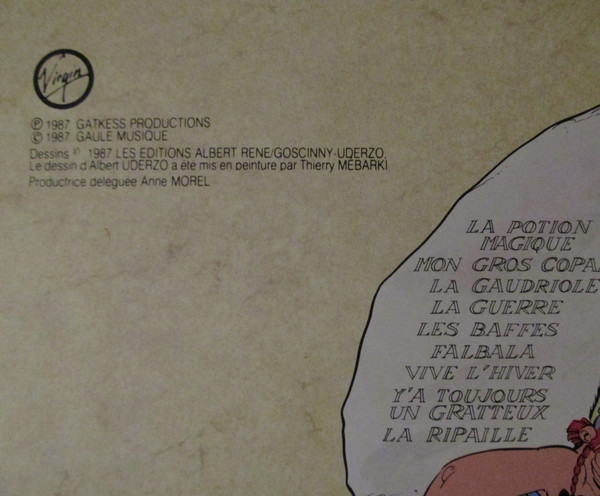 Virgin
℗ 1987 GATKESS PRODUCTIONS
© 1987 GAULE MUSIQUE
Dessins © 1987 LES EDITIONS ALBERT RENE/GOSCINNY-UDERZO.
Le dessin d'Albert UDERZO a été mis en peinture par Thierry MEBARKI
Productrice déléguée Anne MOREL
LA POTION
MAGIQUE
MON GROS COPA
LA GAUDRIOLE
LA GUERRE
LES BAFFES
FALBALA
VIVE L'HIVER
Y'A TOUJOURS
UN GRATTEUX
LA RIPAILLE